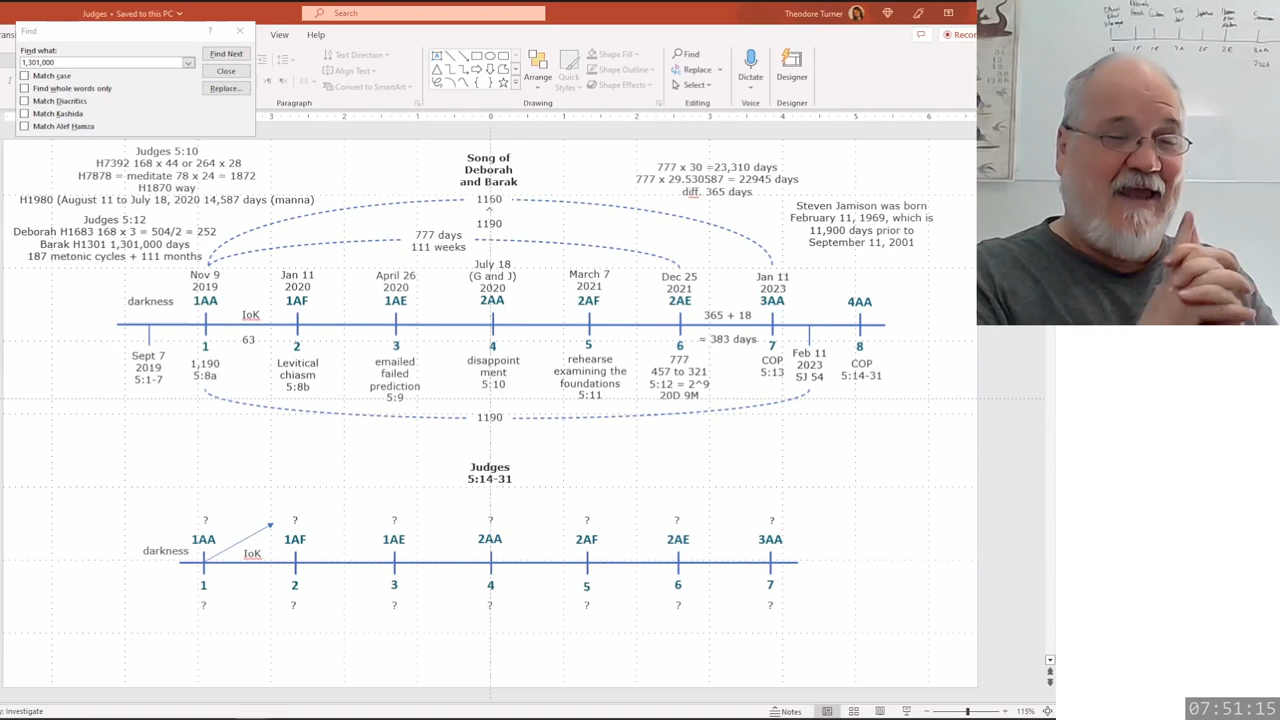 Judges • Saved to this PC
Search
Theodore Turner
Find
Find what:
1,301,000
Find Next
Close
Replace...
Match case
Find whole words only
Match Diacritics
Match Kashida
Match Alef Hamza
View
Help
Recor
Text Direction
Align Text
Convert to SmartArt
Paragraph
Arrange
Quick
Styles
Shape Fill
Shape Outline
Shape Effects
Drawing
Find
Replace
Select
Editing
Dictate
Voice
Designer
Designer
3 2 1 0 1 2 3 4 5 6
Judges 5:10
H7392 168 x 44 or 264 x 28
H7878 = meditate 78 x 24 = 1872
H1870 way
H1980 (August 11 to July 18, 2020 14,587 days (manna)
Judges 5:12
Deborah H1683 168 x 3 = 504/2 = 252
Barak H1301 1,301,000 days
187 metonic cycles + 111 months
Song of
Deborah
and Barak
1160
1190
777 days
111 weeks
777 x 30 =23,310 days
777 x 29.530587 = 22945 days
diff. 365 days
Steven Jamison was born
February 11, 1969, which is
11,900 days prior to
September 11, 2001
Nov 9
2019
Jan 11
2020
April 26
2020
July 18
(G and J)
2020
March 7
2021
Dec 25
2021
Jan 11
2023
darkness
1AA
IoK
1AF
1AE
2AA
2AF
2AE
365 + 18
3AA
4AA
63
= 383 days
Sept 7
2019
5:1-7
1
1,190
5:8a
2
Levitical
chiasm
5:8b
3
emailed
failed
prediction
5:9
4
disappoint
ment
5:10
5
rehearse
examining the
foundations
5:11
6
777
457 to 321
5:12 = 2^9
20D 9M
7
COP
5:13
Feb 11
2023
SJ 54
8
COP
5:14-31
1190
Judges
5:14-31
? ? ? ? ? ? ?
1AA 1AF 1AE 2AA 2AF 2AE 3AA
darkness
IoK
1 2 3 4 5 6 7
? ? ? ? ? ? ?
: Investigate
Notes
115%
07:51:15